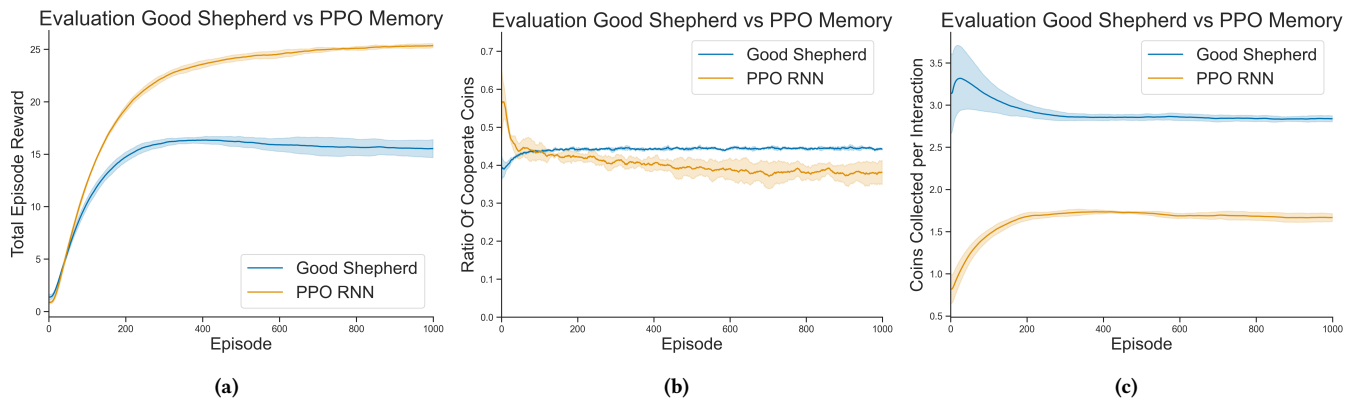 Evaluation Good Shepherd vs PPO Memory
Total Episode Reward
25
20
15
10
5
0
Good Shepherd
PPO RNN
0 200 400 600 800 1000
Episode
(a)
Evaluation Good Shepherd vs PPO Memory
Ratio Of Cooperate Coins
0.7
0.6
0.5
0.4
0.3
0.2
0.1
0.0
Good Shepherd
PPO RNN
0 200 400 600 800 1000
Episode
(b)
Evaluation Good Shepherd vs PPO Memory
Coins Collected per Interaction
3.5
3.0
2.5
2.0
1.5
1.0
0.5
Good Shepherd
PPO RNN
0 200 400 600 800 1000
Episode
(c)